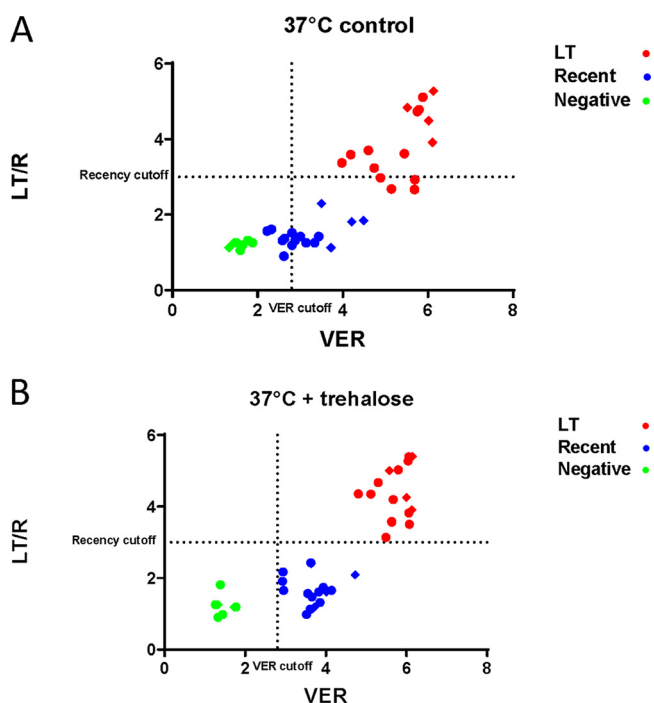 A
37°C control
LT
Recent
Negative
6
4
2
0
LT/R
Recency cutoff
VER cutoff
0 2 4 6 8
VER
B
37°C + trehalose
LT
Recent
Negative
6
4
2
0
LT/R
Recency cutoff
VER cutoff
0 2 4 6 8
VER